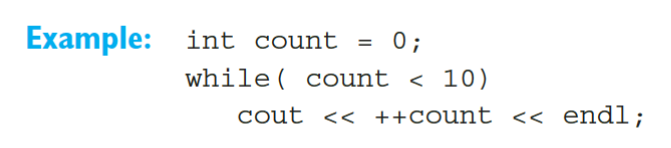 Example: int count = 0;
while( count < 10)
cout << ++count << endl;